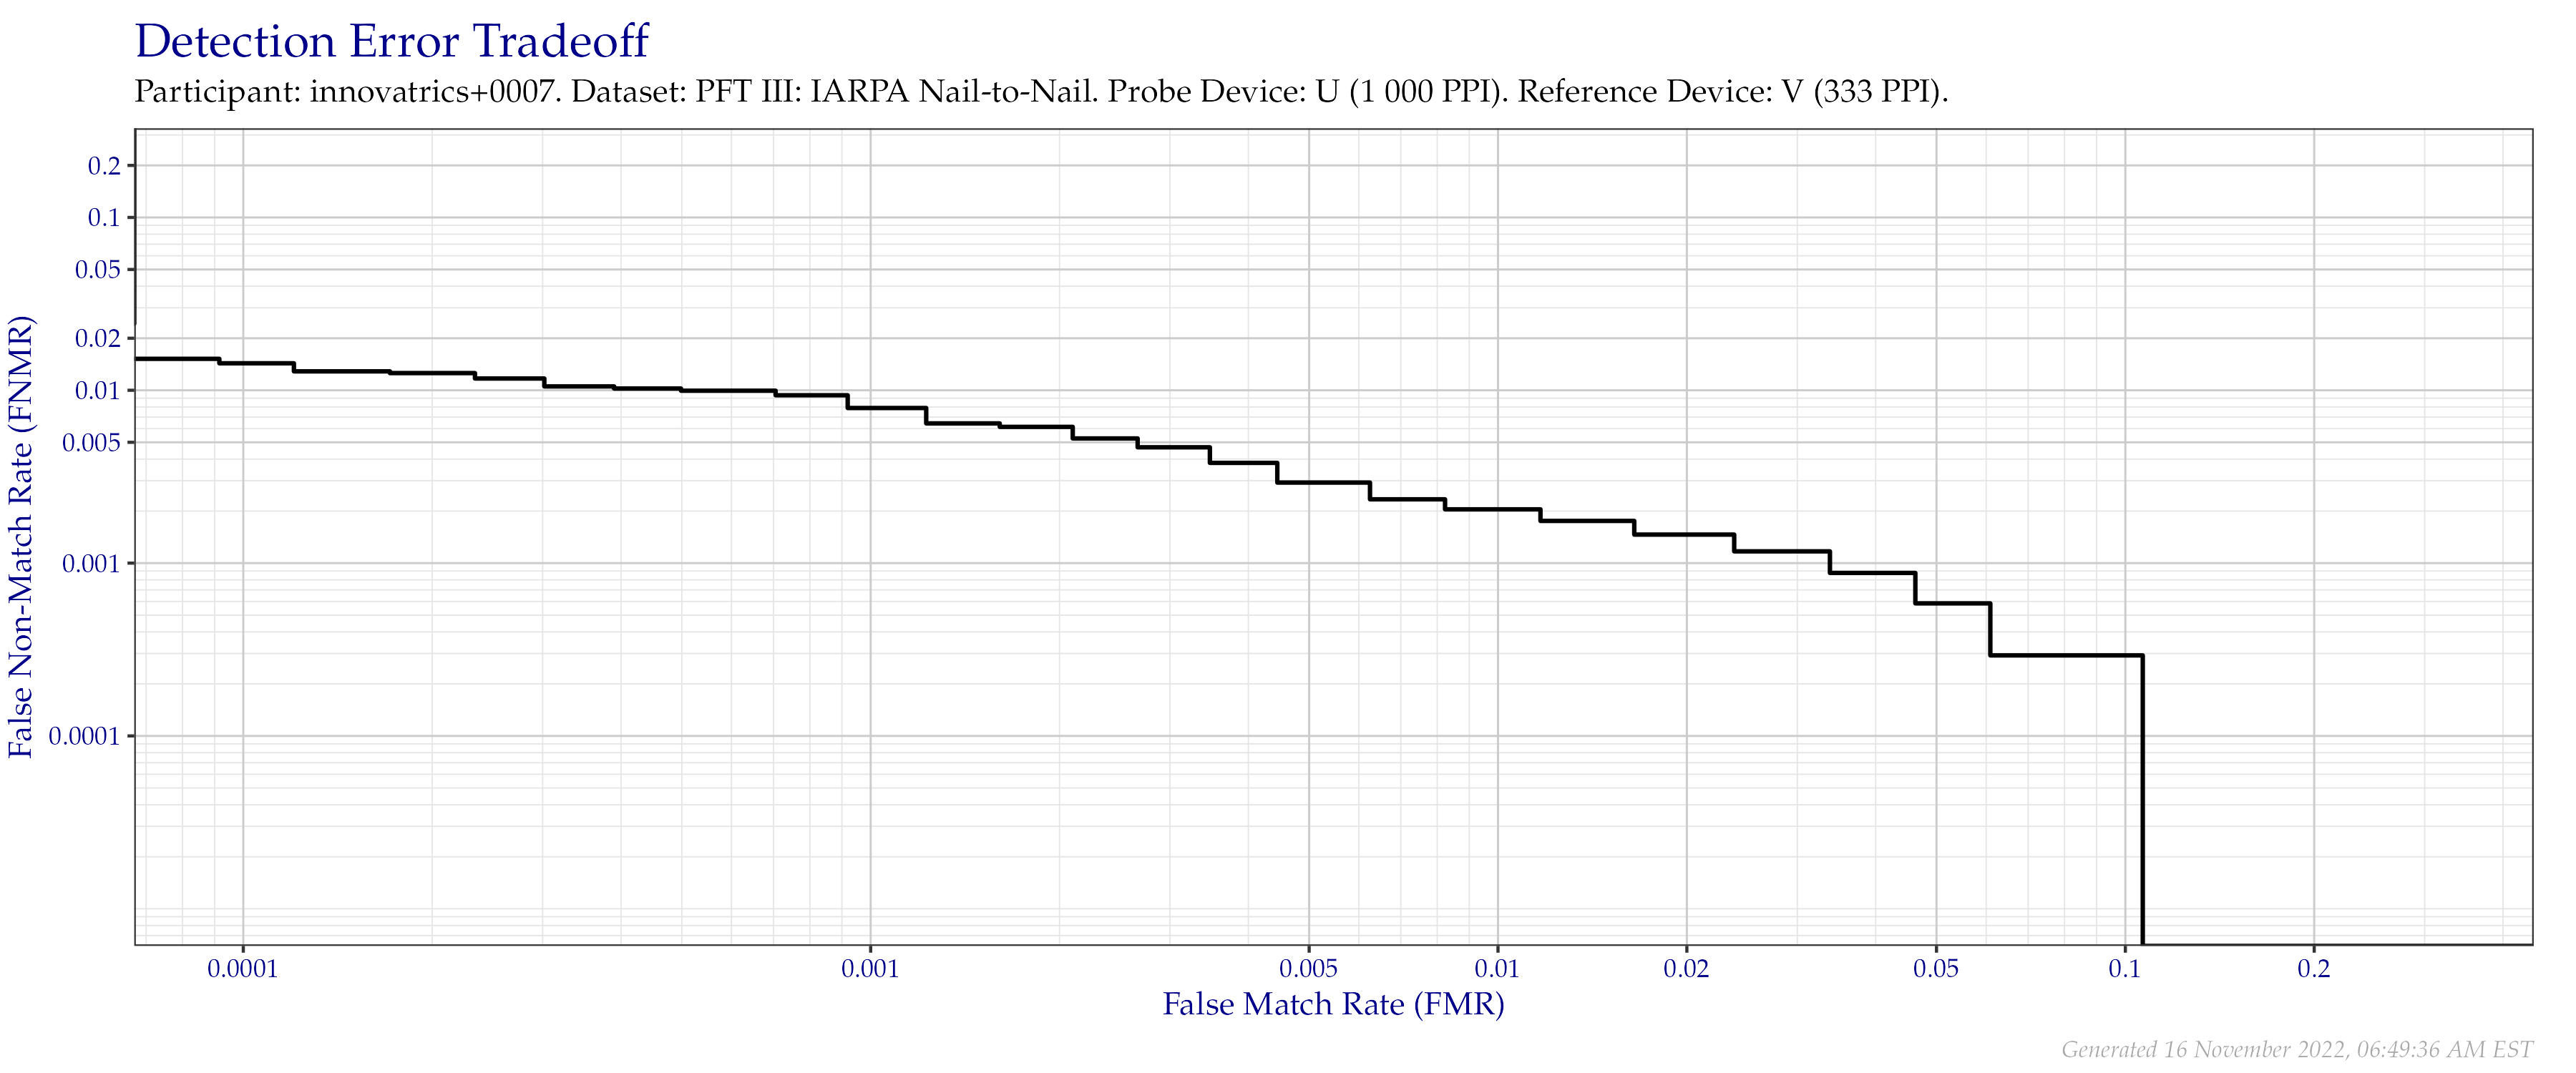 Detection Error Tradeoff
Participant: innovatrics+0007. Dataset: PFT III: IARPA Nail-to-Nail. Probe Device: U (1 000 PPI). Reference Device: V (333 PPI).
False Non-Match Rate (FNMR)
0.2
0.1
0.05
0.02
0.01
0.005
0.001
0.0001
0.0001 0.001 0.005 0.01 0.02 0.05 0.1 0.2
False Match Rate (FMR)
Generated 16 November 2022, 06:49:36 AM EST